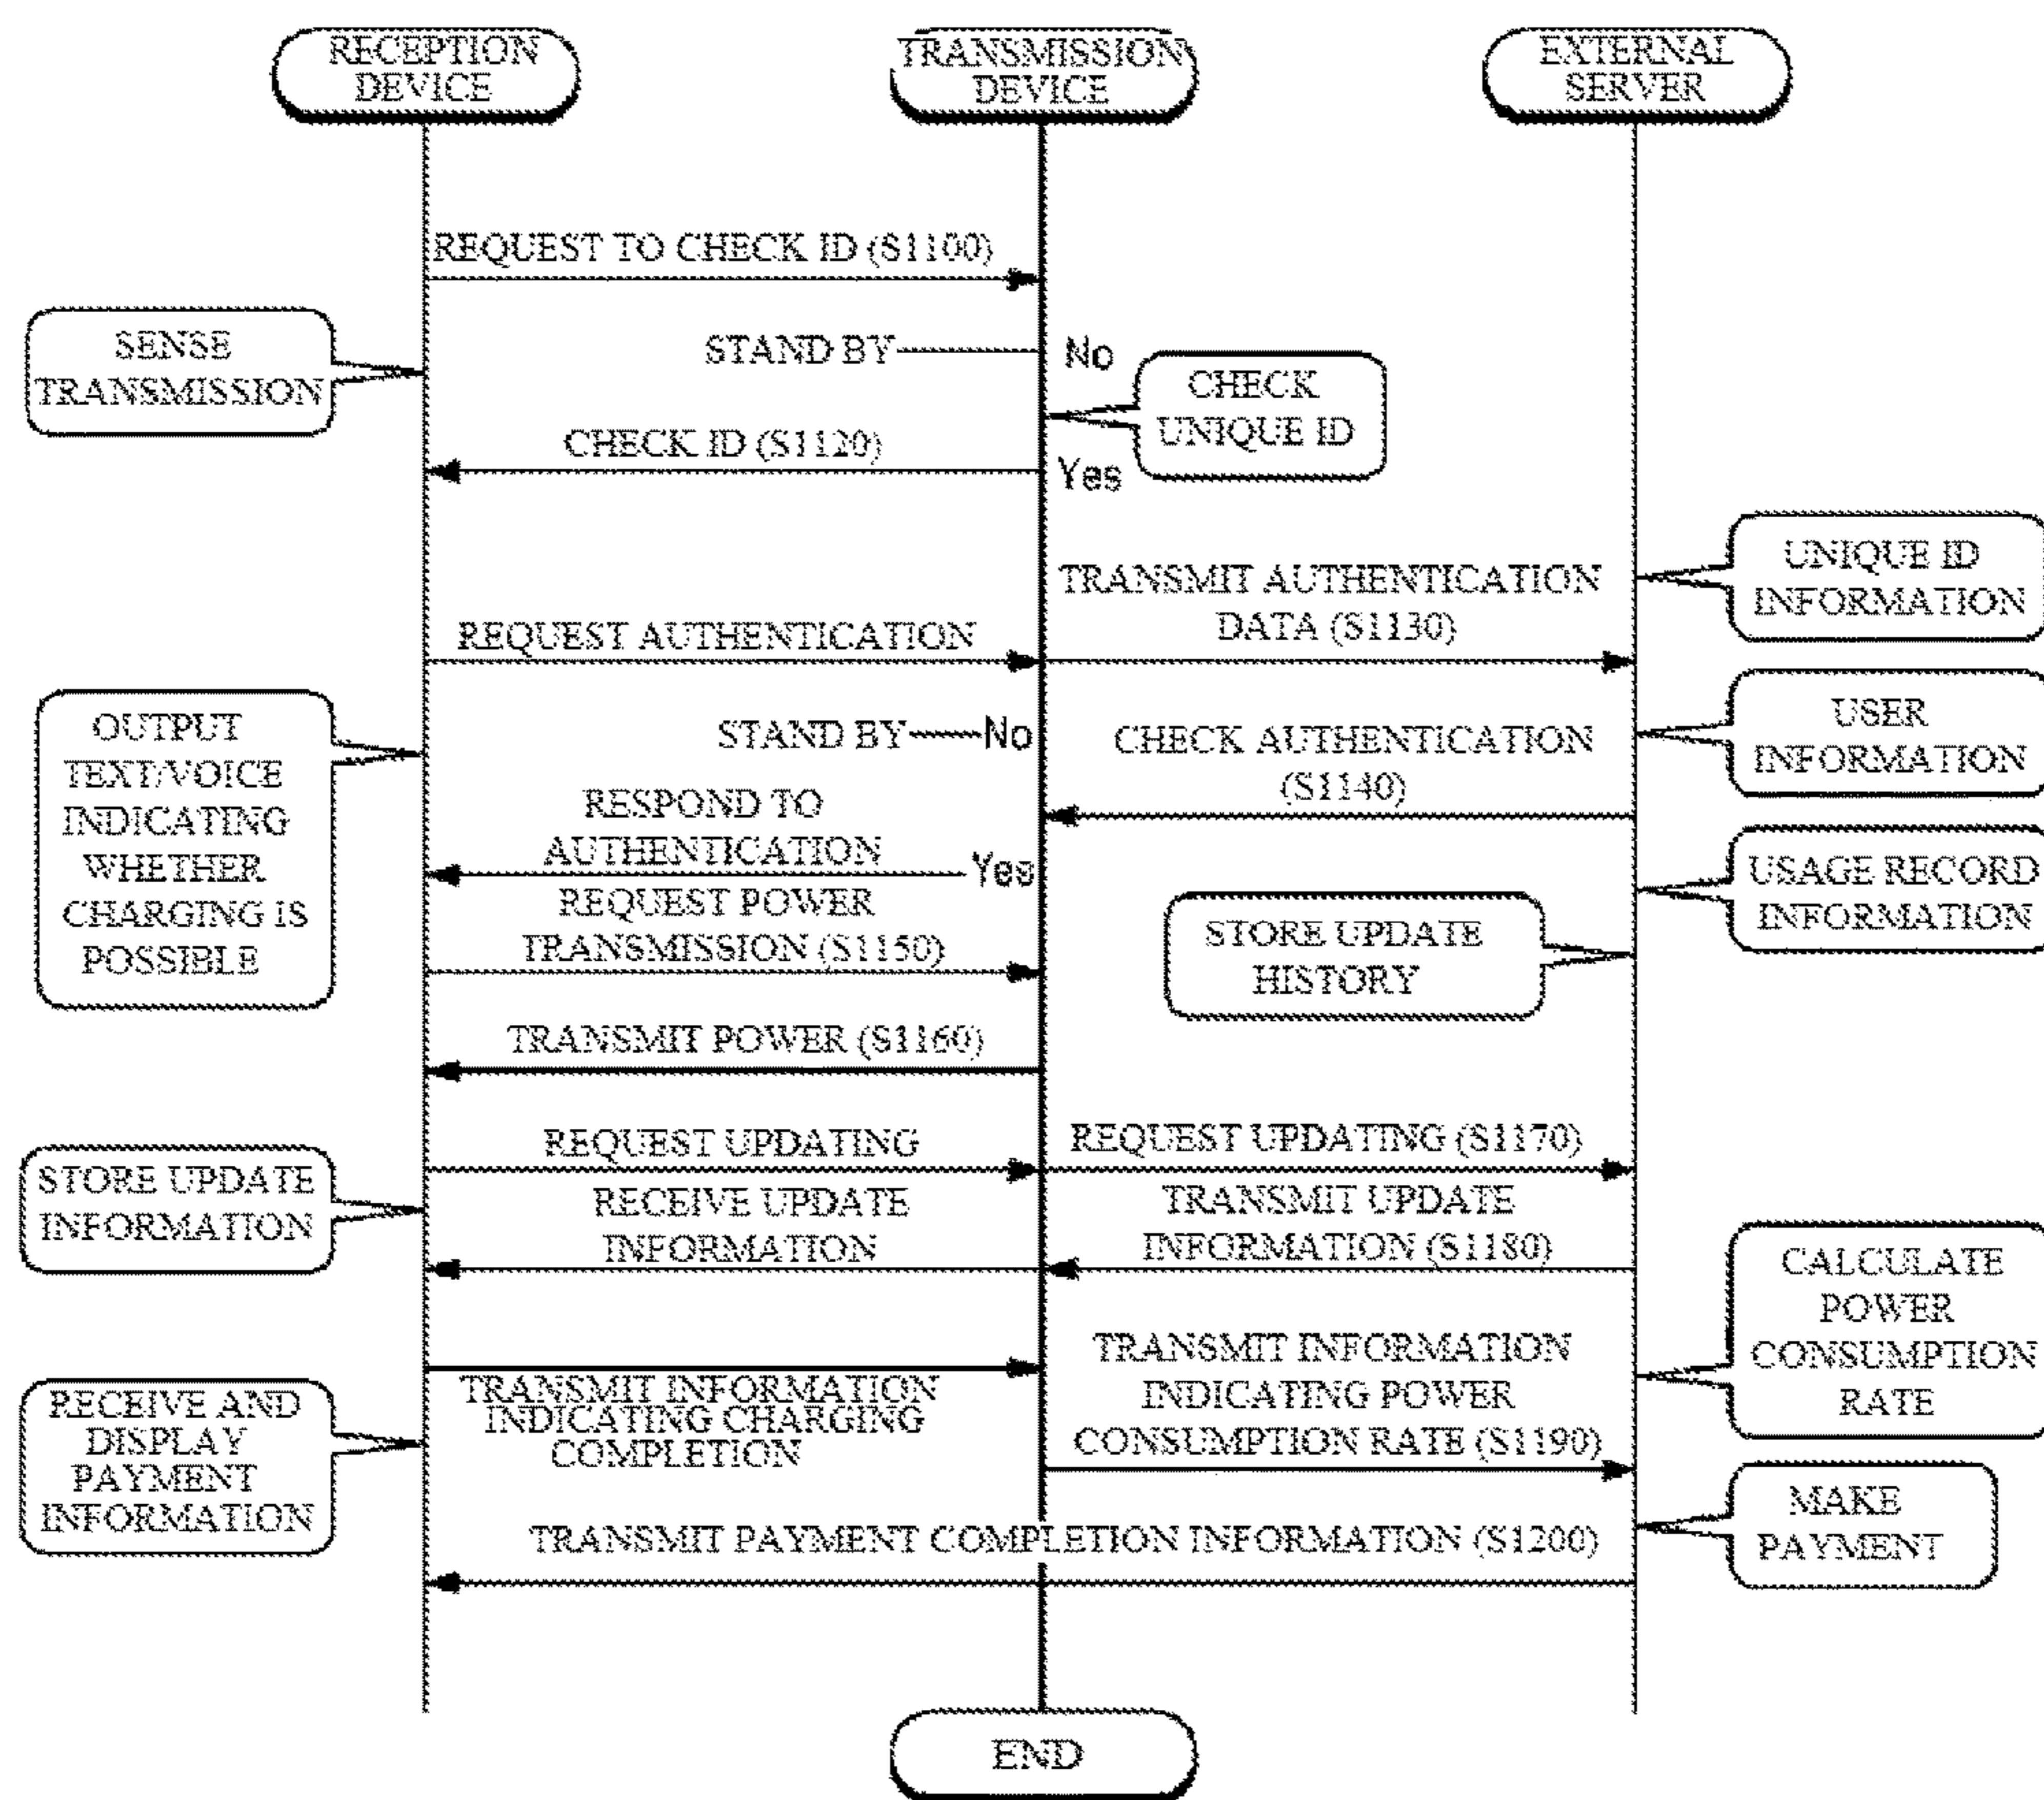 RECEPTION
DEVICE
TRANSMISSION
DEVICE
EXTERNAL
SERVER
REQUEST TO CHECK ID (S1100)
SENSE
TRANSMISSION
STAND BY
No
CHECK
UNIQUE ID
CHECK ID (S1120)
Yes
UNIQUE ID
INFORMATION
TRANSMIT AUTHENTICATION
DATA (S1130)
REQUEST AUTHENTICATION
OUTPUT
TEXT/VOICE
INDICATING
WHETHER
CHARGING IS
POSSIBLE
STAND BY
No
CHECK AUTHENTICATION
(S1140)
USER
INFORMATION
RESPOND TO
AUTHENTICATION
Yes
USAGE RECORD
INFORMATION
REQUEST POWER
TRANSMISSION (S1150)
STORE UPDATE
HISTORY
TRANSMIT POWER (S1160)
REQUEST UPDATING
REQUEST UPDATING (S1170)
STORE UPDATE
INFORMATION
RECEIVE UPDATE
INFORMATION
TRANSMIT UPDATE
INFORMATION (S1180)
CALCULATE
POWER
CONSUMPTION
RATE
TRANSMIT INFORMATION
INDICATING CHARGING
COMPLETION
TRANSMIT INFORMATION
INDICATING POWER
CONSUMPTION RATE (S1190)
RECEIVE AND
DISPLAY
PAYMENT
INFORMATION
MAKE
PAYMENT
TRANSMIT PAYMENT COMPLETION INFORMATION (S1200)
END